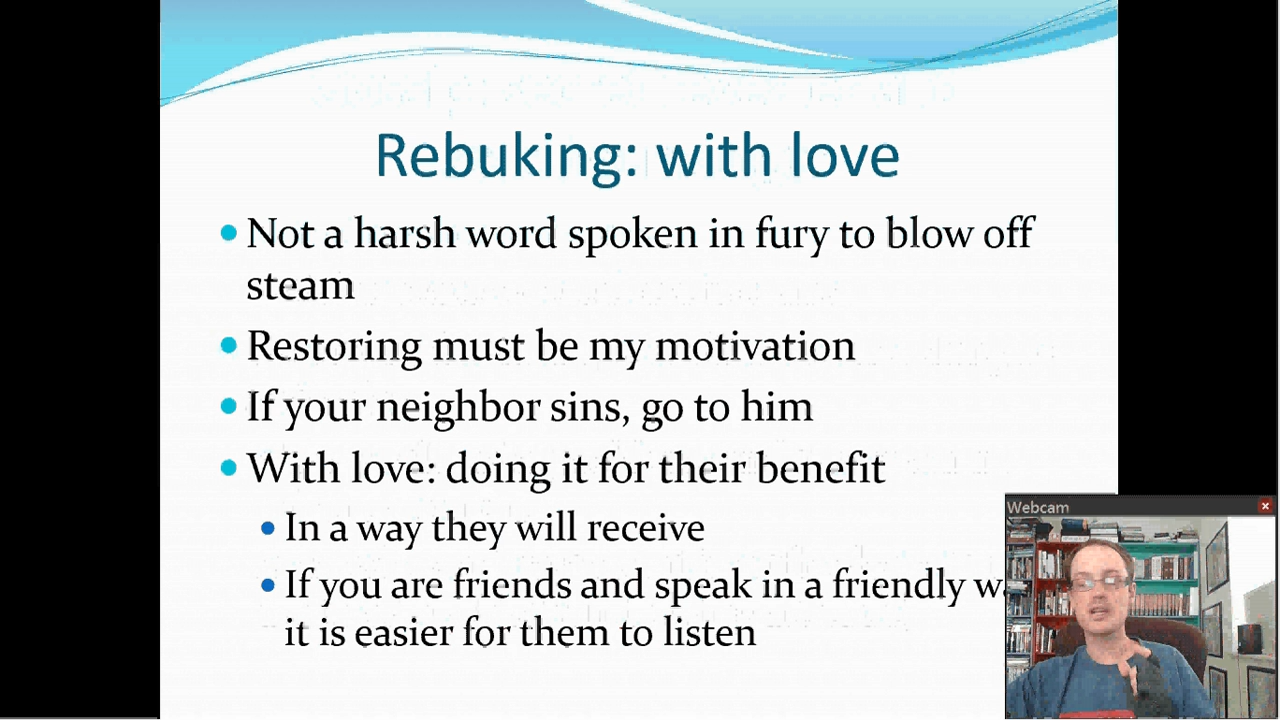 Rebuking: with love
• Not a harsh word spoken in fury to blow off
steam
• Restoring must be my motivation
• If your neighbor sins, go to him
• With love: doing it for their benefit
• In a way they will receive
• If you are friends and speak in a friendly
it is easier for them to listen
Webcam